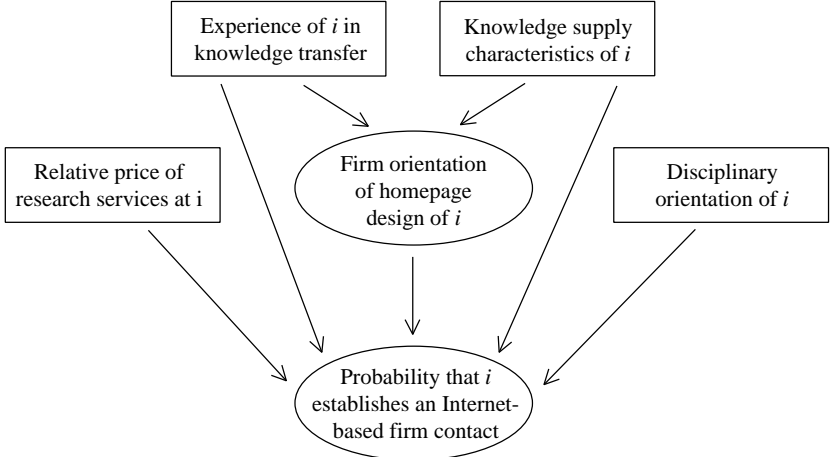 Experience of i in
knowledge transfer
Knowledge supply
characteristics of i
Relative price of
research services at i
Firm orientation
of homepage
design of i
Disciplinary
orientation of i
Probability that i
establishes an Internet-
based firm contact